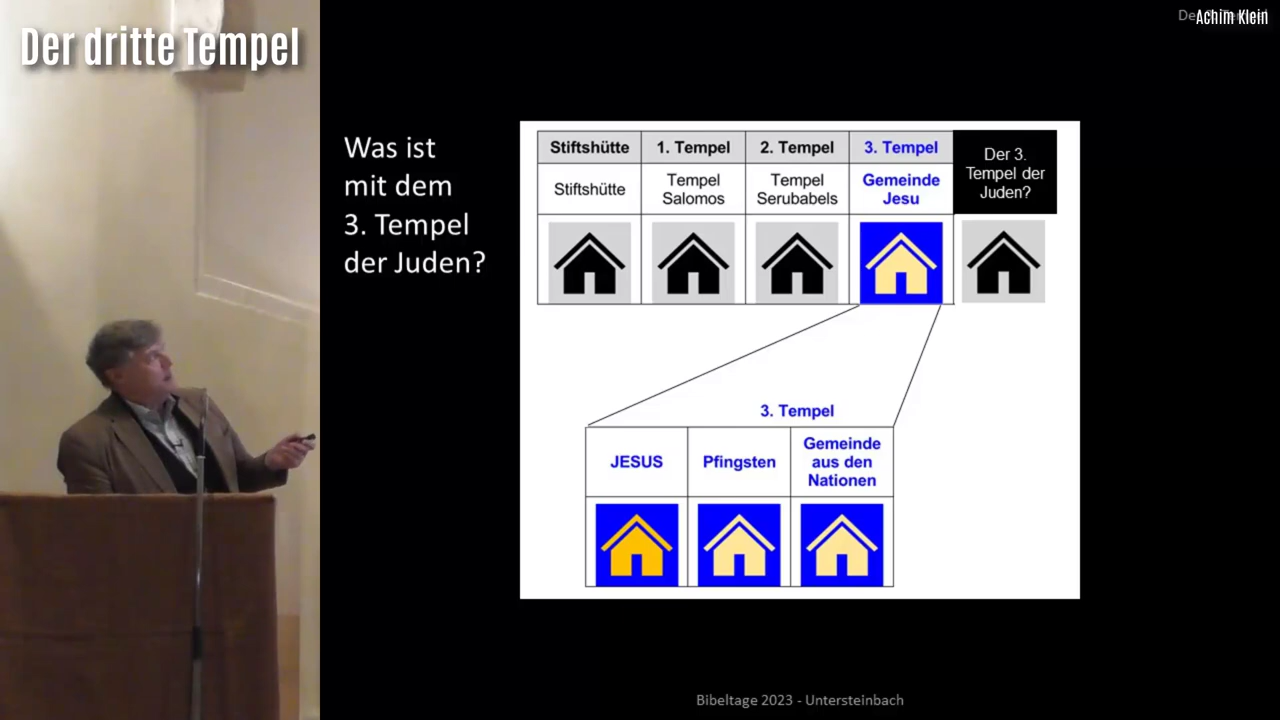 Der dritte Tempel
Achim Klein
Was ist
mit dem
3. Tempel
der Juden?
Stiftshütte
1. Tempel
2. Tempel
3. Tempel
Der 3.
Tempel der
Juden?
Stiftshütte
Tempel
Salomos
Tempel
Serubabels
Gemeinde
Jesu
3. Tempel
JESUS
Pfingsten
Gemeinde
aus den
Nationen
Bibeltage 2023 - Untersteinbach